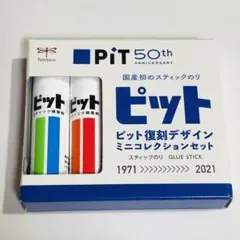 Tombow
PiT 50th
ANNIVERSARY
国産初のスティックのり
ピット
ピット復刻デザイン
ミニコレクションセット
スティックのり GLUE STICK
1971 >>>>>>>>>> 2021
ピット
ピット